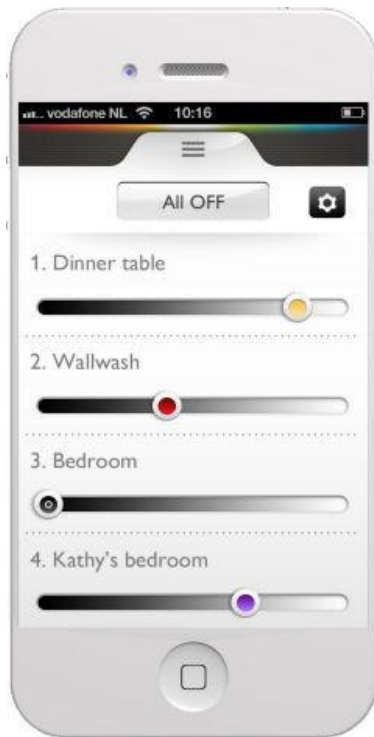 vodafone NL 10:16
All OFF
1. Dinner table
2. Wallwash
3. Bedroom
4. Kathy's bedroom